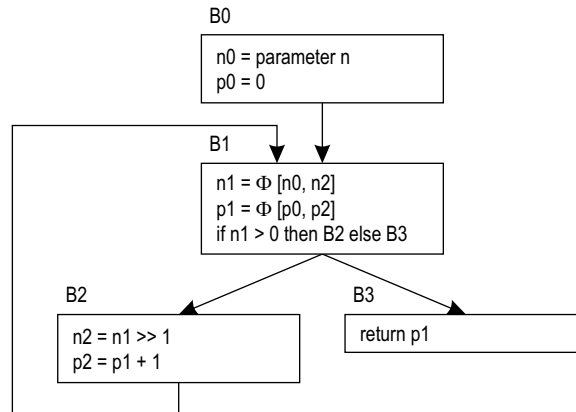 B0
n0 = parameter n
p0 = 0
B1
n1 = Φ [n0, n2]
p1 = Φ [p0, p2]
if n1 > 0 then B2 else B3
B2
n2 = n1 >> 1
p2 = p1 + 1
B3
return p1